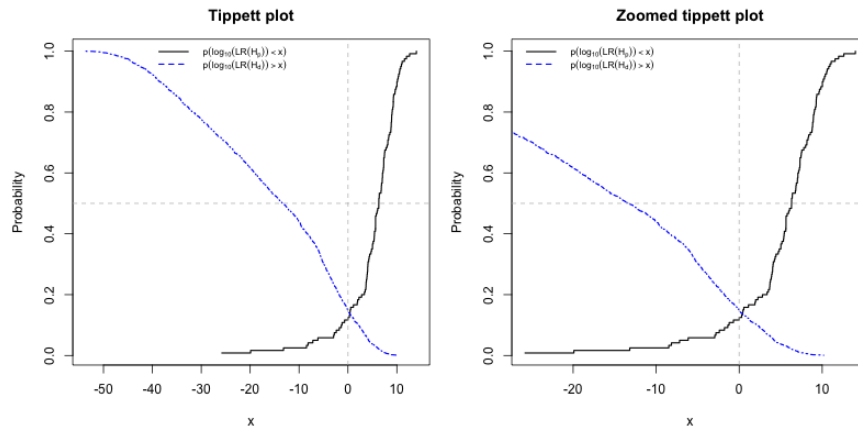 Tippett plot
p(log10(LR(Hp)) < x)
p(log10(LR(Hd)) > x)
Probability
1.0
0.8
0.6
0.4
0.2
0.0
-50 -40 -30 -20 -10 0 10
x
Zoomed tippett plot
p(log10(LR(Hp)) < x)
p(log10(LR(Hd)) > x)
Probability
1.0
0.8
0.6
0.4
0.2
0.0
-20 -10 0 10
x